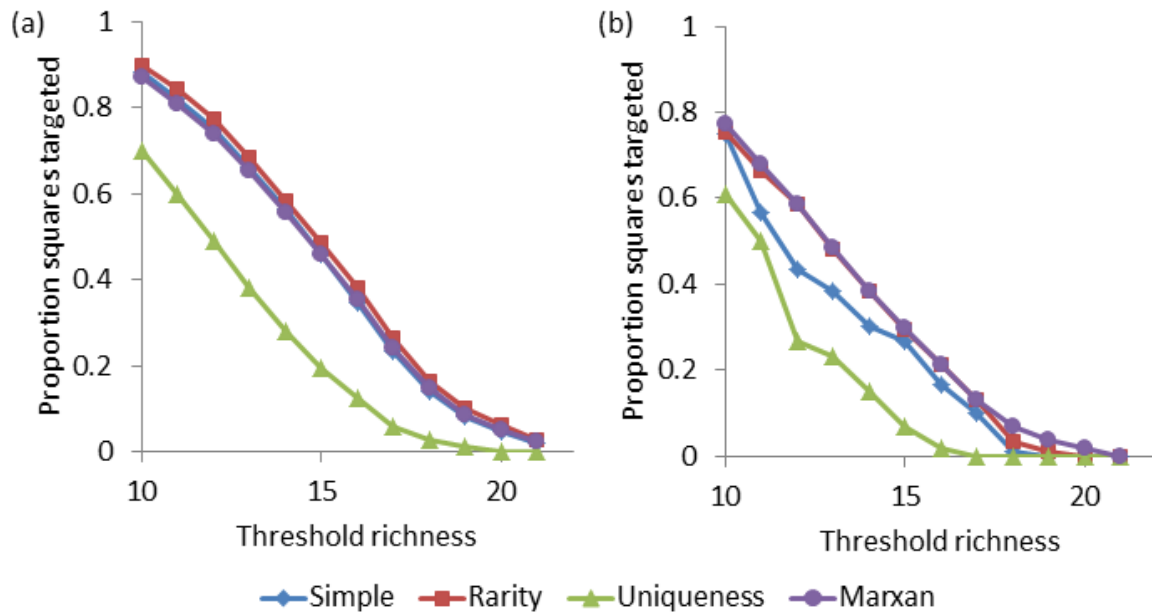 (a)
Proportion squares targeted
1
0.8
0.6
0.4
0.2
0
10
15
20
Threshold richness
(b)
Proportion squares targeted
1
0.8
0.6
0.4
0.2
0
10
15
20
Threshold richness
Simple
Rarity
Uniqueness
Marxan